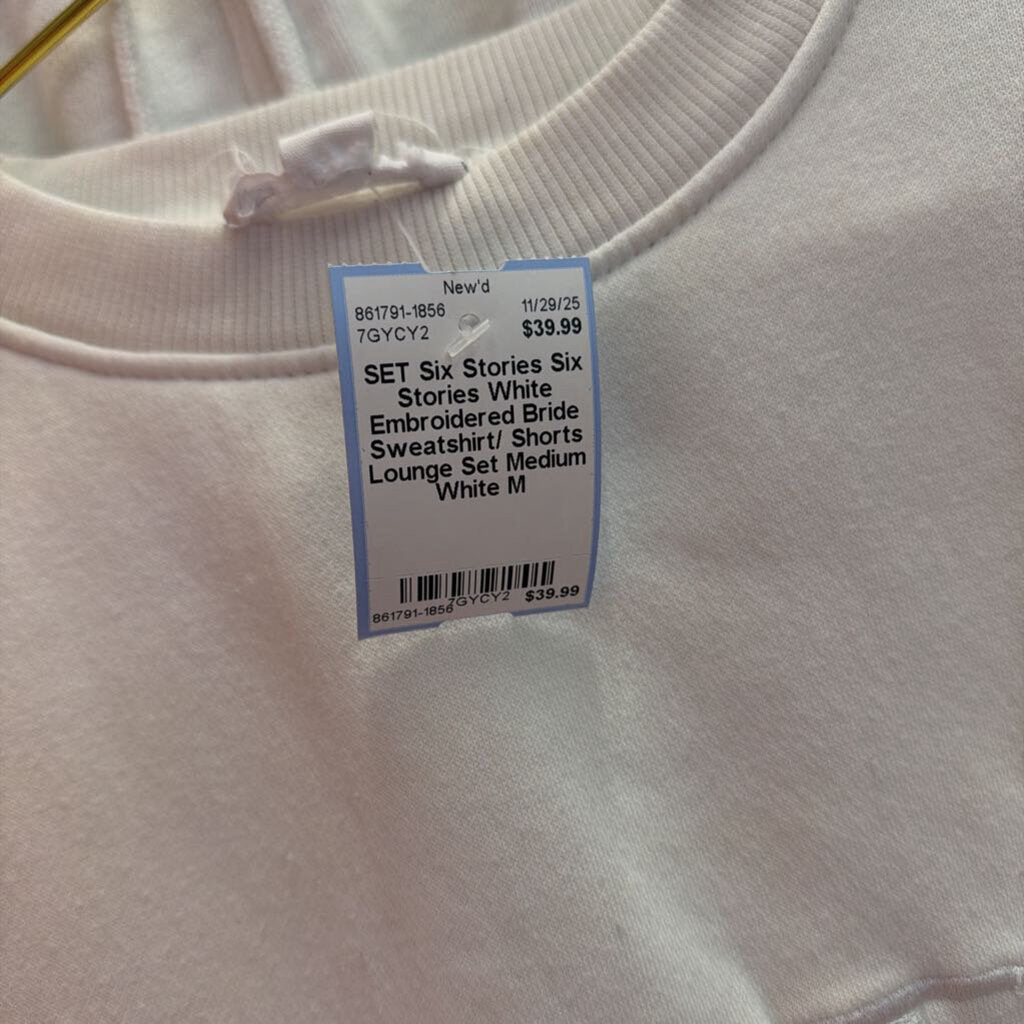 New'd
861791-1856 11/29/25
7GYCY2 $39.99
SET Six Stories Six
Stories White
Embroidered Bride
Sweatshirt/ Shorts
Lounge Set Medium
White M
861791-1856 7GYCY2 $39.99